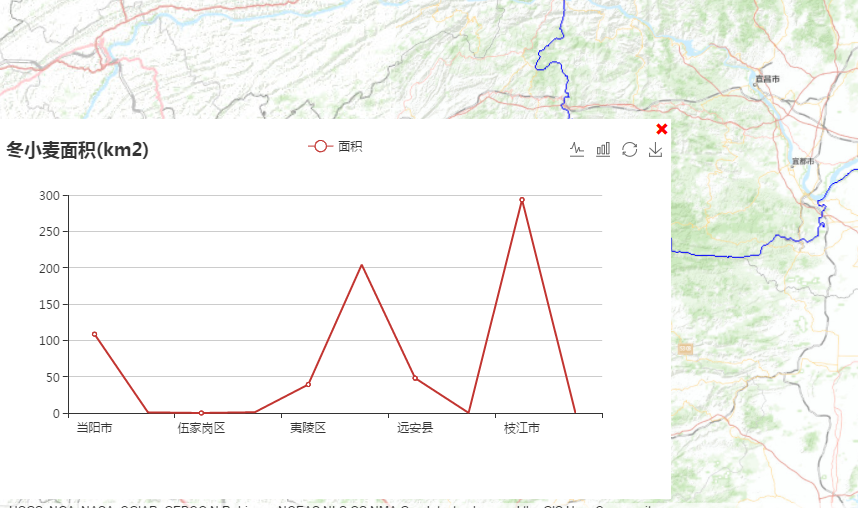 宜昌市
宜都市
冬小麦面积(km2)
面积
300
250
200
150
100
50
0
当阳市
伍家岗区
夷陵区
远安县
枝江市